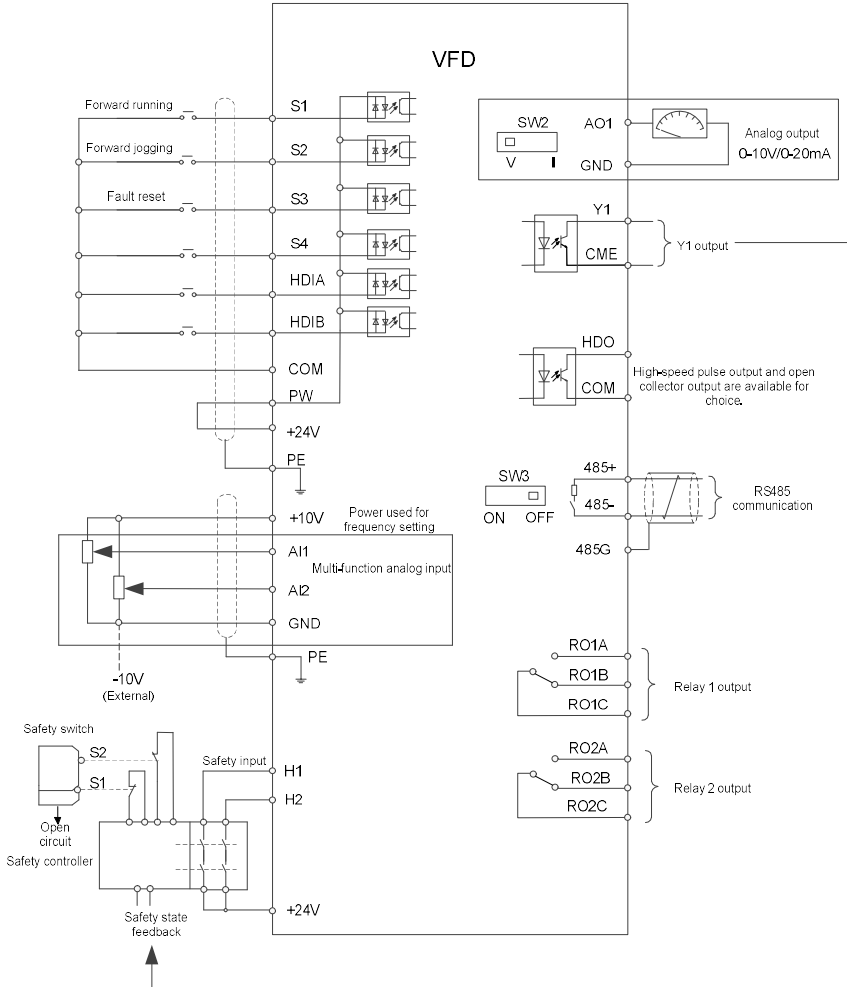 VFD
Forward running
S1
Forward jogging
S2
Fault reset
S3
S4
HDIA
HDIB
COM
PW
+24V
PE
SW2
V I
AO1
GND
Analog output
0-10V/0-20mA
Y1
CME
Y1 output
HDO
COM
High-speed pulse output and open
collector output are available for
choice.
SW3
ON OFF
485+
485-
485G
RS485
communication
+10V
Power used for
frequency setting
AI1
Multi-function analog input
AI2
GND
PE
-10V
(External)
RO1A
RO1B
RO1C
Relay 1 output
RO2A
RO2B
RO2C
Relay 2 output
Safety switch
S2
S1
Open
circuit
Safety controller
Safety input
H1
H2
+24V
Safety state
feedback